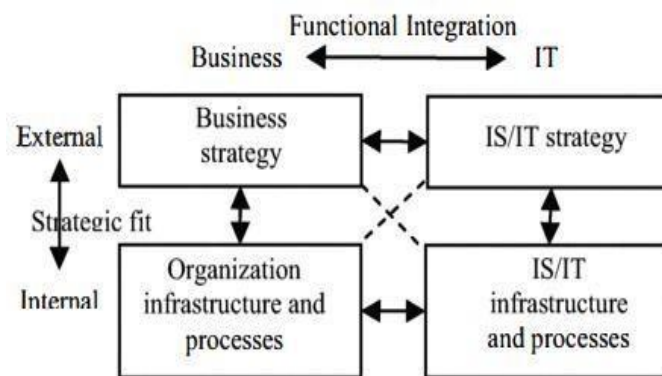 Functional Integration
Business IT
External
Business
strategy
IS/IT strategy
Strategic fit
Internal
Organization
infrastructure and
processes
IS/IT
infrastructure
and processes